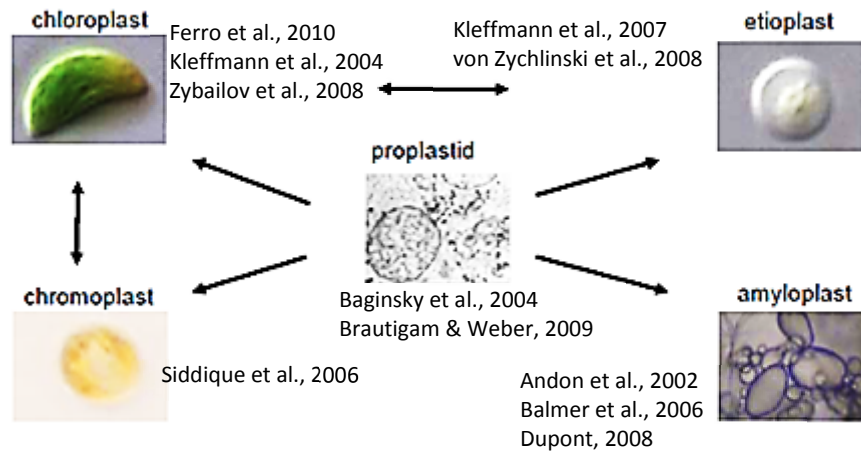 chloroplast
Ferro et al., 2010
Kleffmann et al., 2004
Zybailov et al., 2008
Kleffmann et al., 2007
von Zychlinski et al., 2008
etioplast
proplastid
Baginsky et al., 2004
Brautigam & Weber, 2009
chromoplast
Siddique et al., 2006
amyloplast
Andon et al., 2002
Balmer et al., 2006
Dupont, 2008